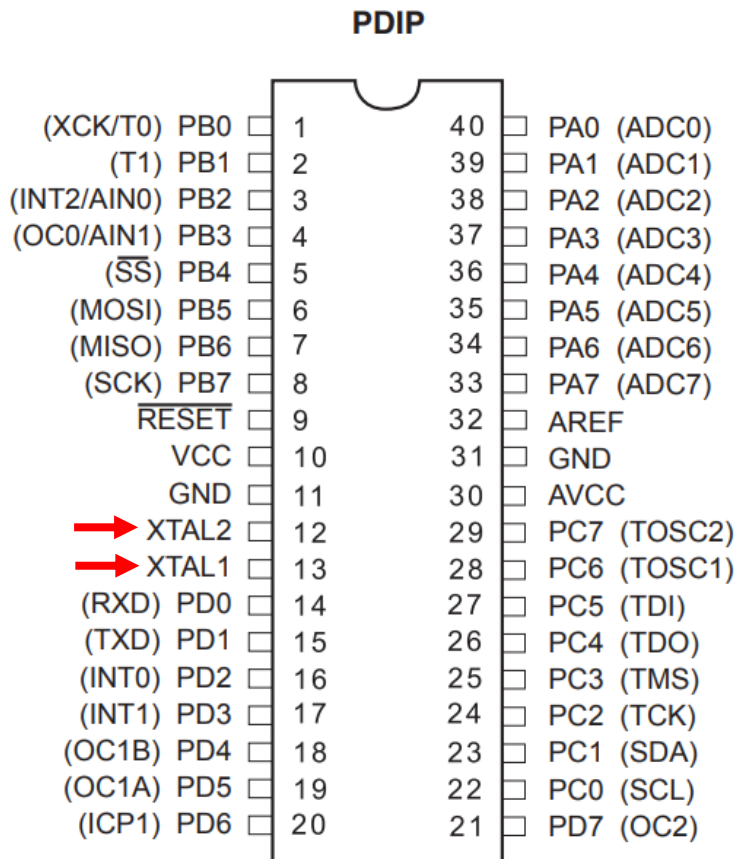 PDIP
(XCK/T0) PB0 1 40 PA0 (ADC0)
(T1) PB1 2 39 PA1 (ADC1)
(INT2/AIN0) PB2 3 38 PA2 (ADC2)
(OC0/AIN1) PB3 4 37 PA3 (ADC3)
(S̅S̅) PB4 5 36 PA4 (ADC4)
(MOSI) PB5 6 35 PA5 (ADC5)
(MISO) PB6 7 34 PA6 (ADC6)
(SCK) PB7 8 33 PA7 (ADC7)
R̅E̅S̅E̅T̅ 9 32 AREF
VCC 10 31 GND
GND 11 30 AVCC
XTAL2 12 29 PC7 (TOSC2)
XTAL1 13 28 PC6 (TOSC1)
(RXD) PD0 14 27 PC5 (TDI)
(TXD) PD1 15 26 PC4 (TDO)
(INT0) PD2 16 25 PC3 (TMS)
(INT1) PD3 17 24 PC2 (TCK)
(OC1B) PD4 18 23 PC1 (SDA)
(OC1A) PD5 19 22 PC0 (SCL)
(ICP1) PD6 20 21 PD7 (OC2)